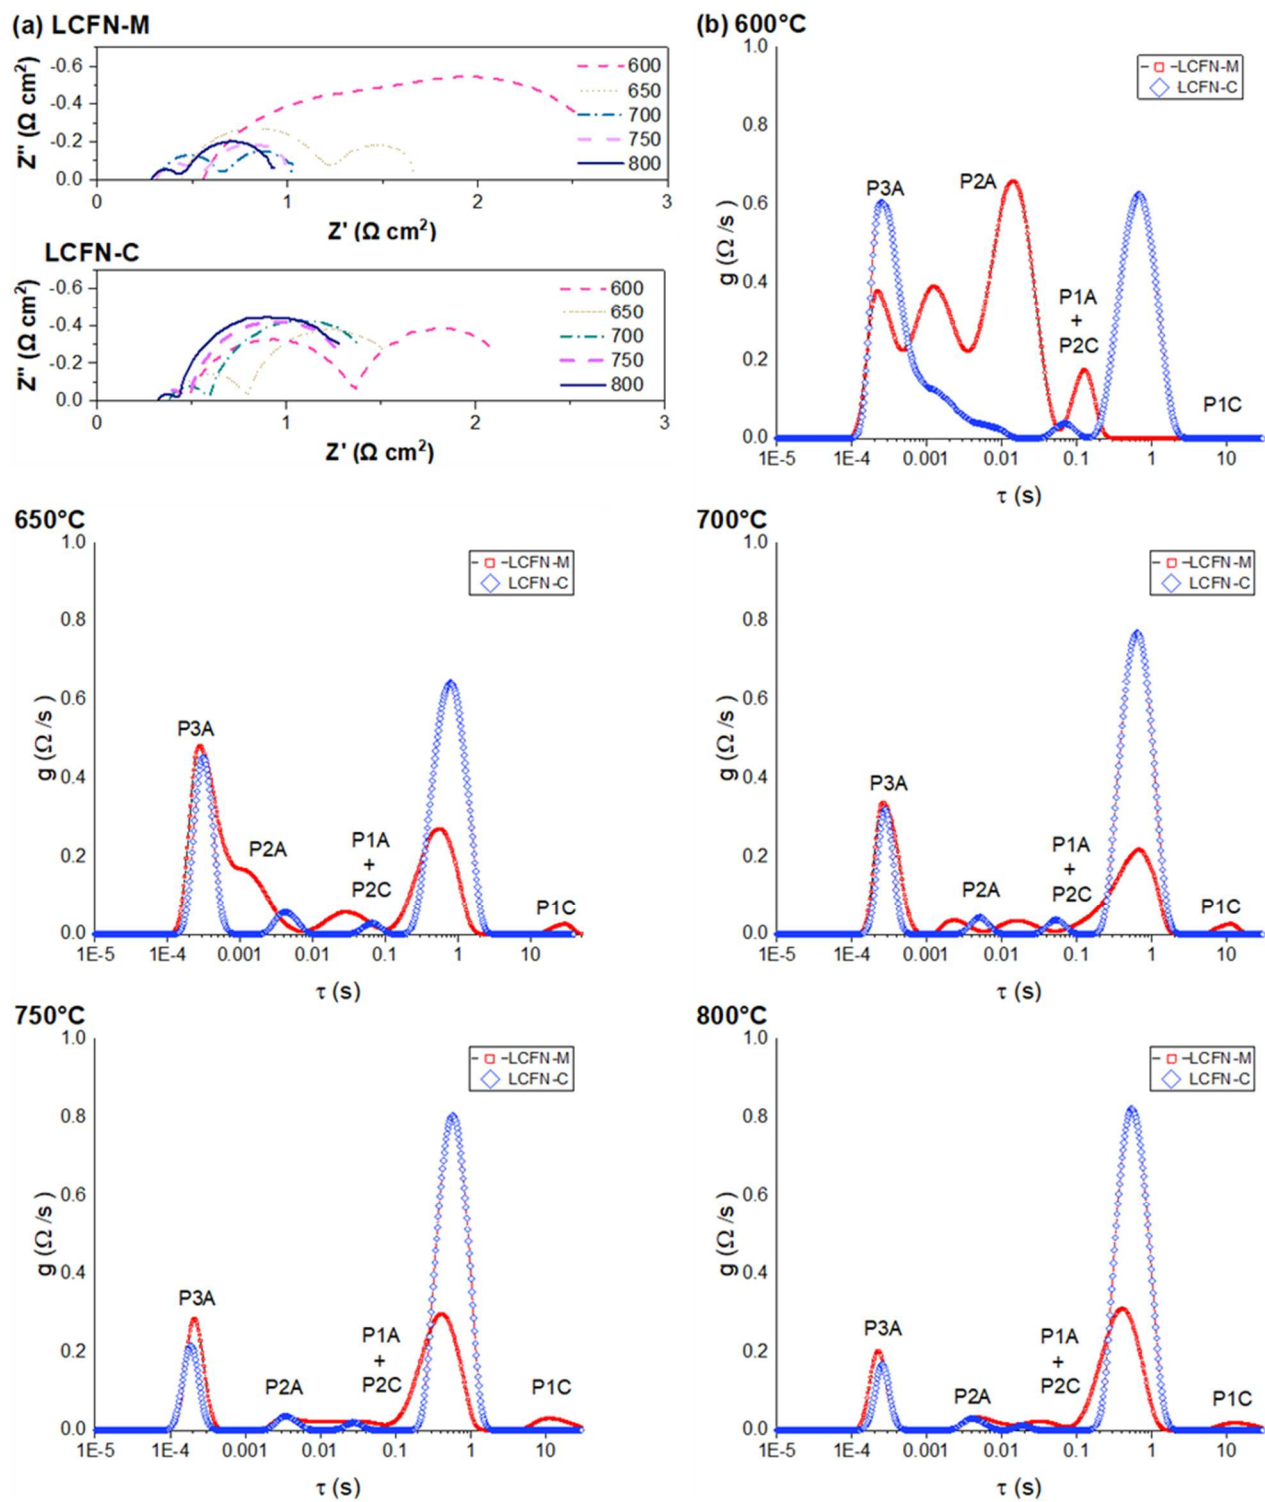 (a) LCFN-M
-0.6
-0.4
-0.2
0.0
Z'' (Ω cm²)
600
650
700
750
800
0 1 2 3
Z' (Ω cm²)
LCFN-C
-0.6
-0.4
-0.2
0.0
Z'' (Ω cm²)
600
650
700
750
800
0 1 2 3
Z' (Ω cm²)
(b) 600°C
1.0
0.8
0.6
0.4
0.2
0.0
g (Ω /s )
LCFN-M
LCFN-C
P3A
P2A
P1A
+
P2C
P1C
1E-5 1E-4 0.001 0.01 0.1 1 10
τ (s)
650°C
1.0
0.8
0.6
0.4
0.2
0.0
g (Ω /s )
LCFN-M
LCFN-C
P3A
P2A
P1A
+
P2C
P1C
1E-5 1E-4 0.001 0.01 0.1 1 10
τ (s)
700°C
1.0
0.8
0.6
0.4
0.2
0.0
g (Ω /s )
LCFN-M
LCFN-C
P3A
P2A
P1A
+
P2C
P1C
1E-5 1E-4 0.001 0.01 0.1 1 10
τ (s)
750°C
1.0
0.8
0.6
0.4
0.2
0.0
g (Ω /s )
LCFN-M
LCFN-C
P3A
P2A
P1A
+
P2C
P1C
1E-5 1E-4 0.001 0.01 0.1 1 10
τ (s)
800°C
1.0
0.8
0.6
0.4
0.2
0.0
g (Ω /s )
LCFN-M
LCFN-C
P3A
P2A
P1A
+
P2C
P1C
1E-5 1E-4 0.001 0.01 0.1 1 10
τ (s)